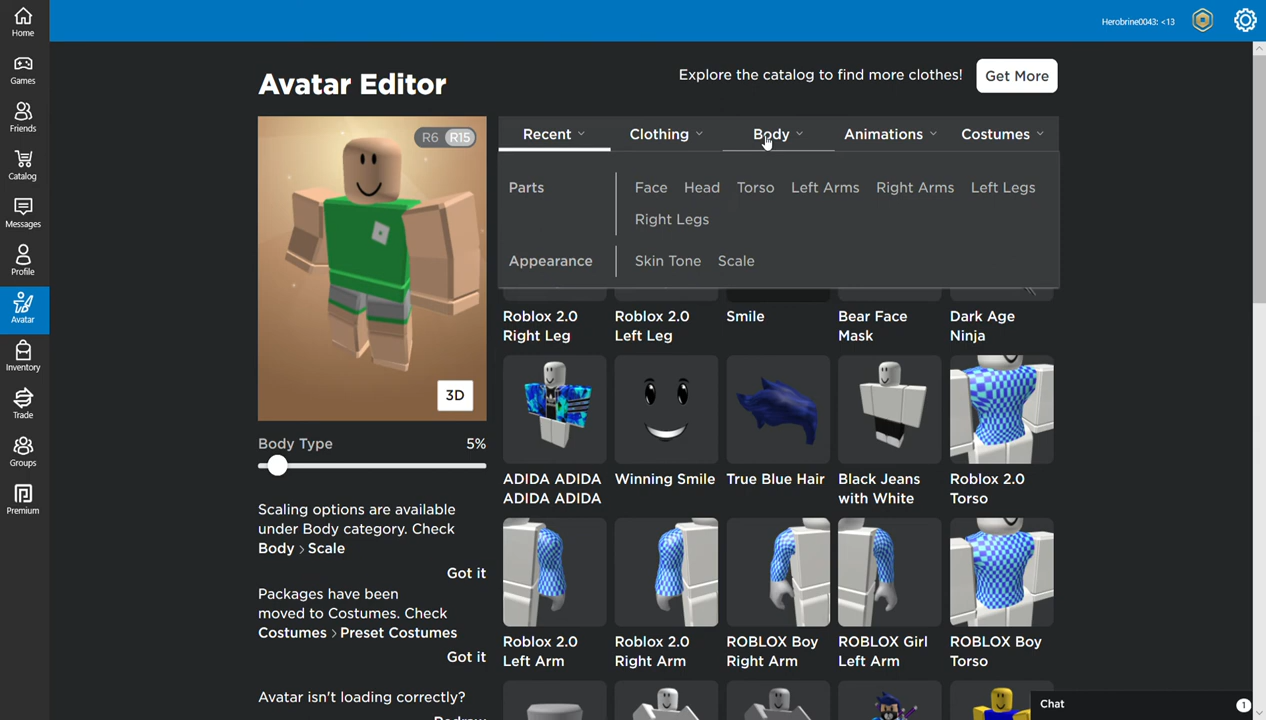 Herobrine0043: <13
Home
Games
Friends
Catalog
Messages
Profile
Avatar
Inventory
Trade
Groups
Premium
Avatar Editor
Explore the catalog to find more clothes!
Get More
R6 R15
3D
Body Type 5%
Scaling options are available
under Body category. Check
Body > Scale
Got it
Packages have been
moved to Costumes. Check
Costumes > Preset Costumes
Got it
Avatar isn't loading correctly?
Redraw
Recent Clothing Body Animations Costumes
Parts Face Head Torso Left Arms Right Arms Left Legs
Right Legs
Appearance Skin Tone Scale
Roblox 2.0
Right Leg
Roblox 2.0
Left Leg
Smile
Bear Face
Mask
Dark Age
Ninja
ADIDA ADIDA
ADIDA ADIDA
Winning Smile
True Blue Hair
Black Jeans
with White
Roblox 2.0
Torso
Roblox 2.0
Left Arm
Roblox 2.0
Right Arm
ROBLOX Boy
Right Arm
ROBLOX Girl
Left Arm
ROBLOX Boy
Torso
Chat 1